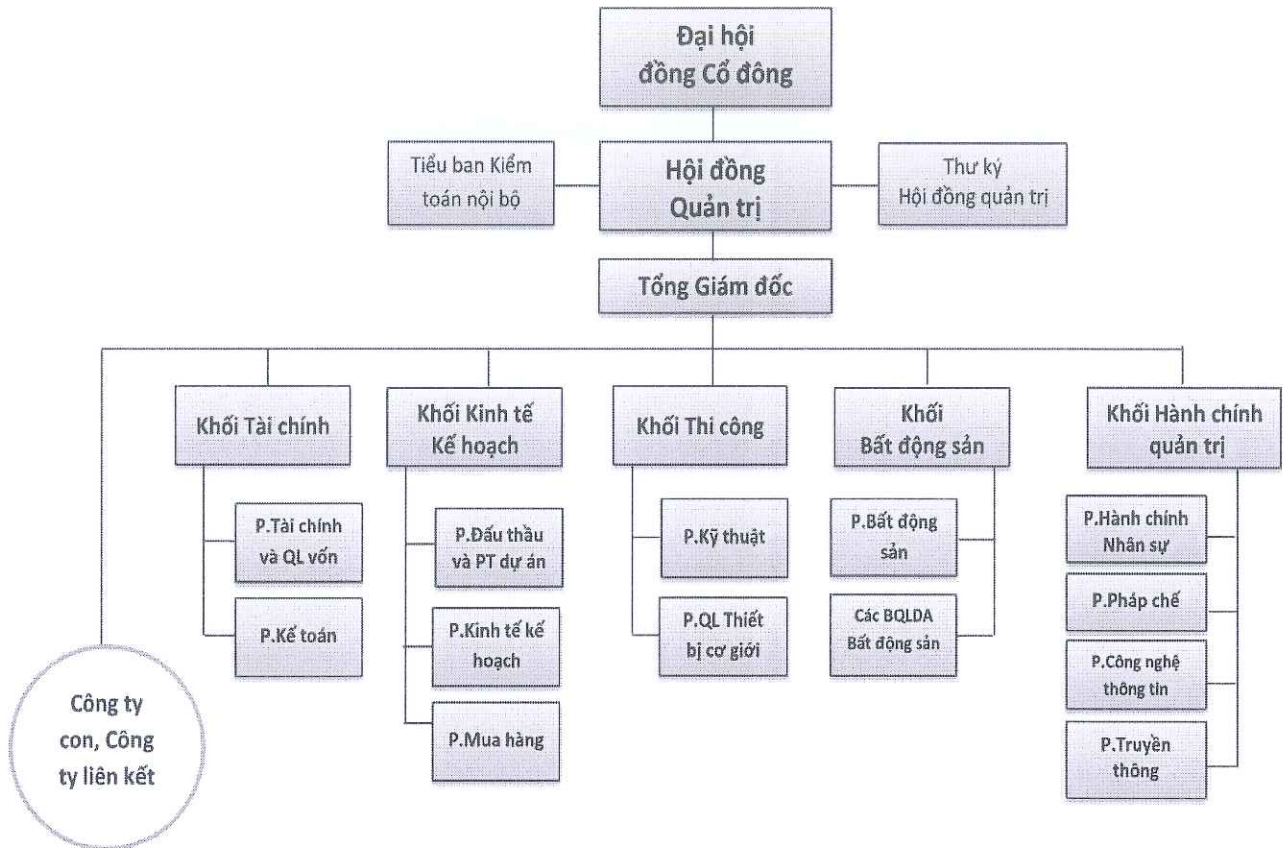 Đại hội
đồng Cổ đông
Tiểu ban Kiểm
toán nội bộ
Hội đồng
Quản trị
Thư ký
Hội đồng quản trị
Tổng Giám đốc
Khối Tài chính
Khối Kinh tế
Kế hoạch
Khối Thi công
Khối
Bất động sản
Khối Hành chính
quản trị
P.Tài chính
và QL vốn
P.Kế toán
P.Đấu thầu
và PT dự án
P.Kinh tế kế
hoạch
P.Mua hàng
P.Kỹ thuật
P.QL Thiết
bị cơ giới
P.Bất động
sản
Các BQLDA
Bất động sản
P.Hành chính
Nhân sự
P.Pháp chế
P.Công nghệ
thông tin
P.Truyền
thông
Công ty
con, Công
ty liên kết